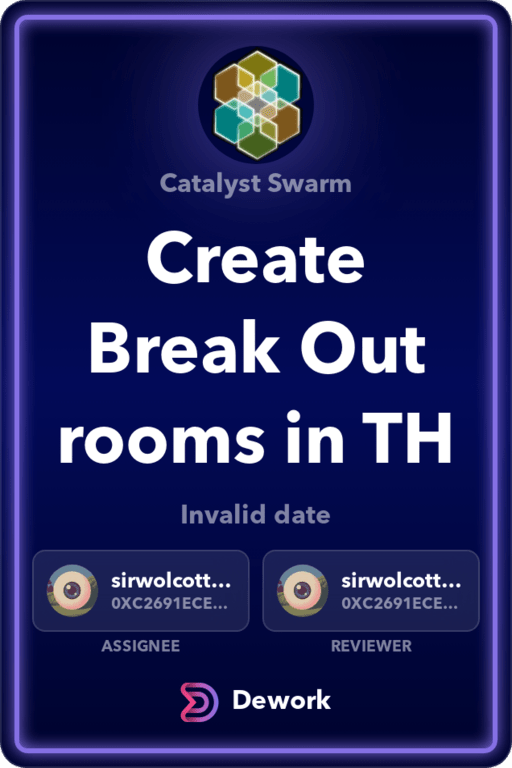 Catalyst Swarm
Create
Break Out
rooms in TH
Invalid date
sirwolcott...
0XC2691ECE...
sirwolcott...
0XC2691ECE...
ASSIGNEE
REVIEWER
Dework